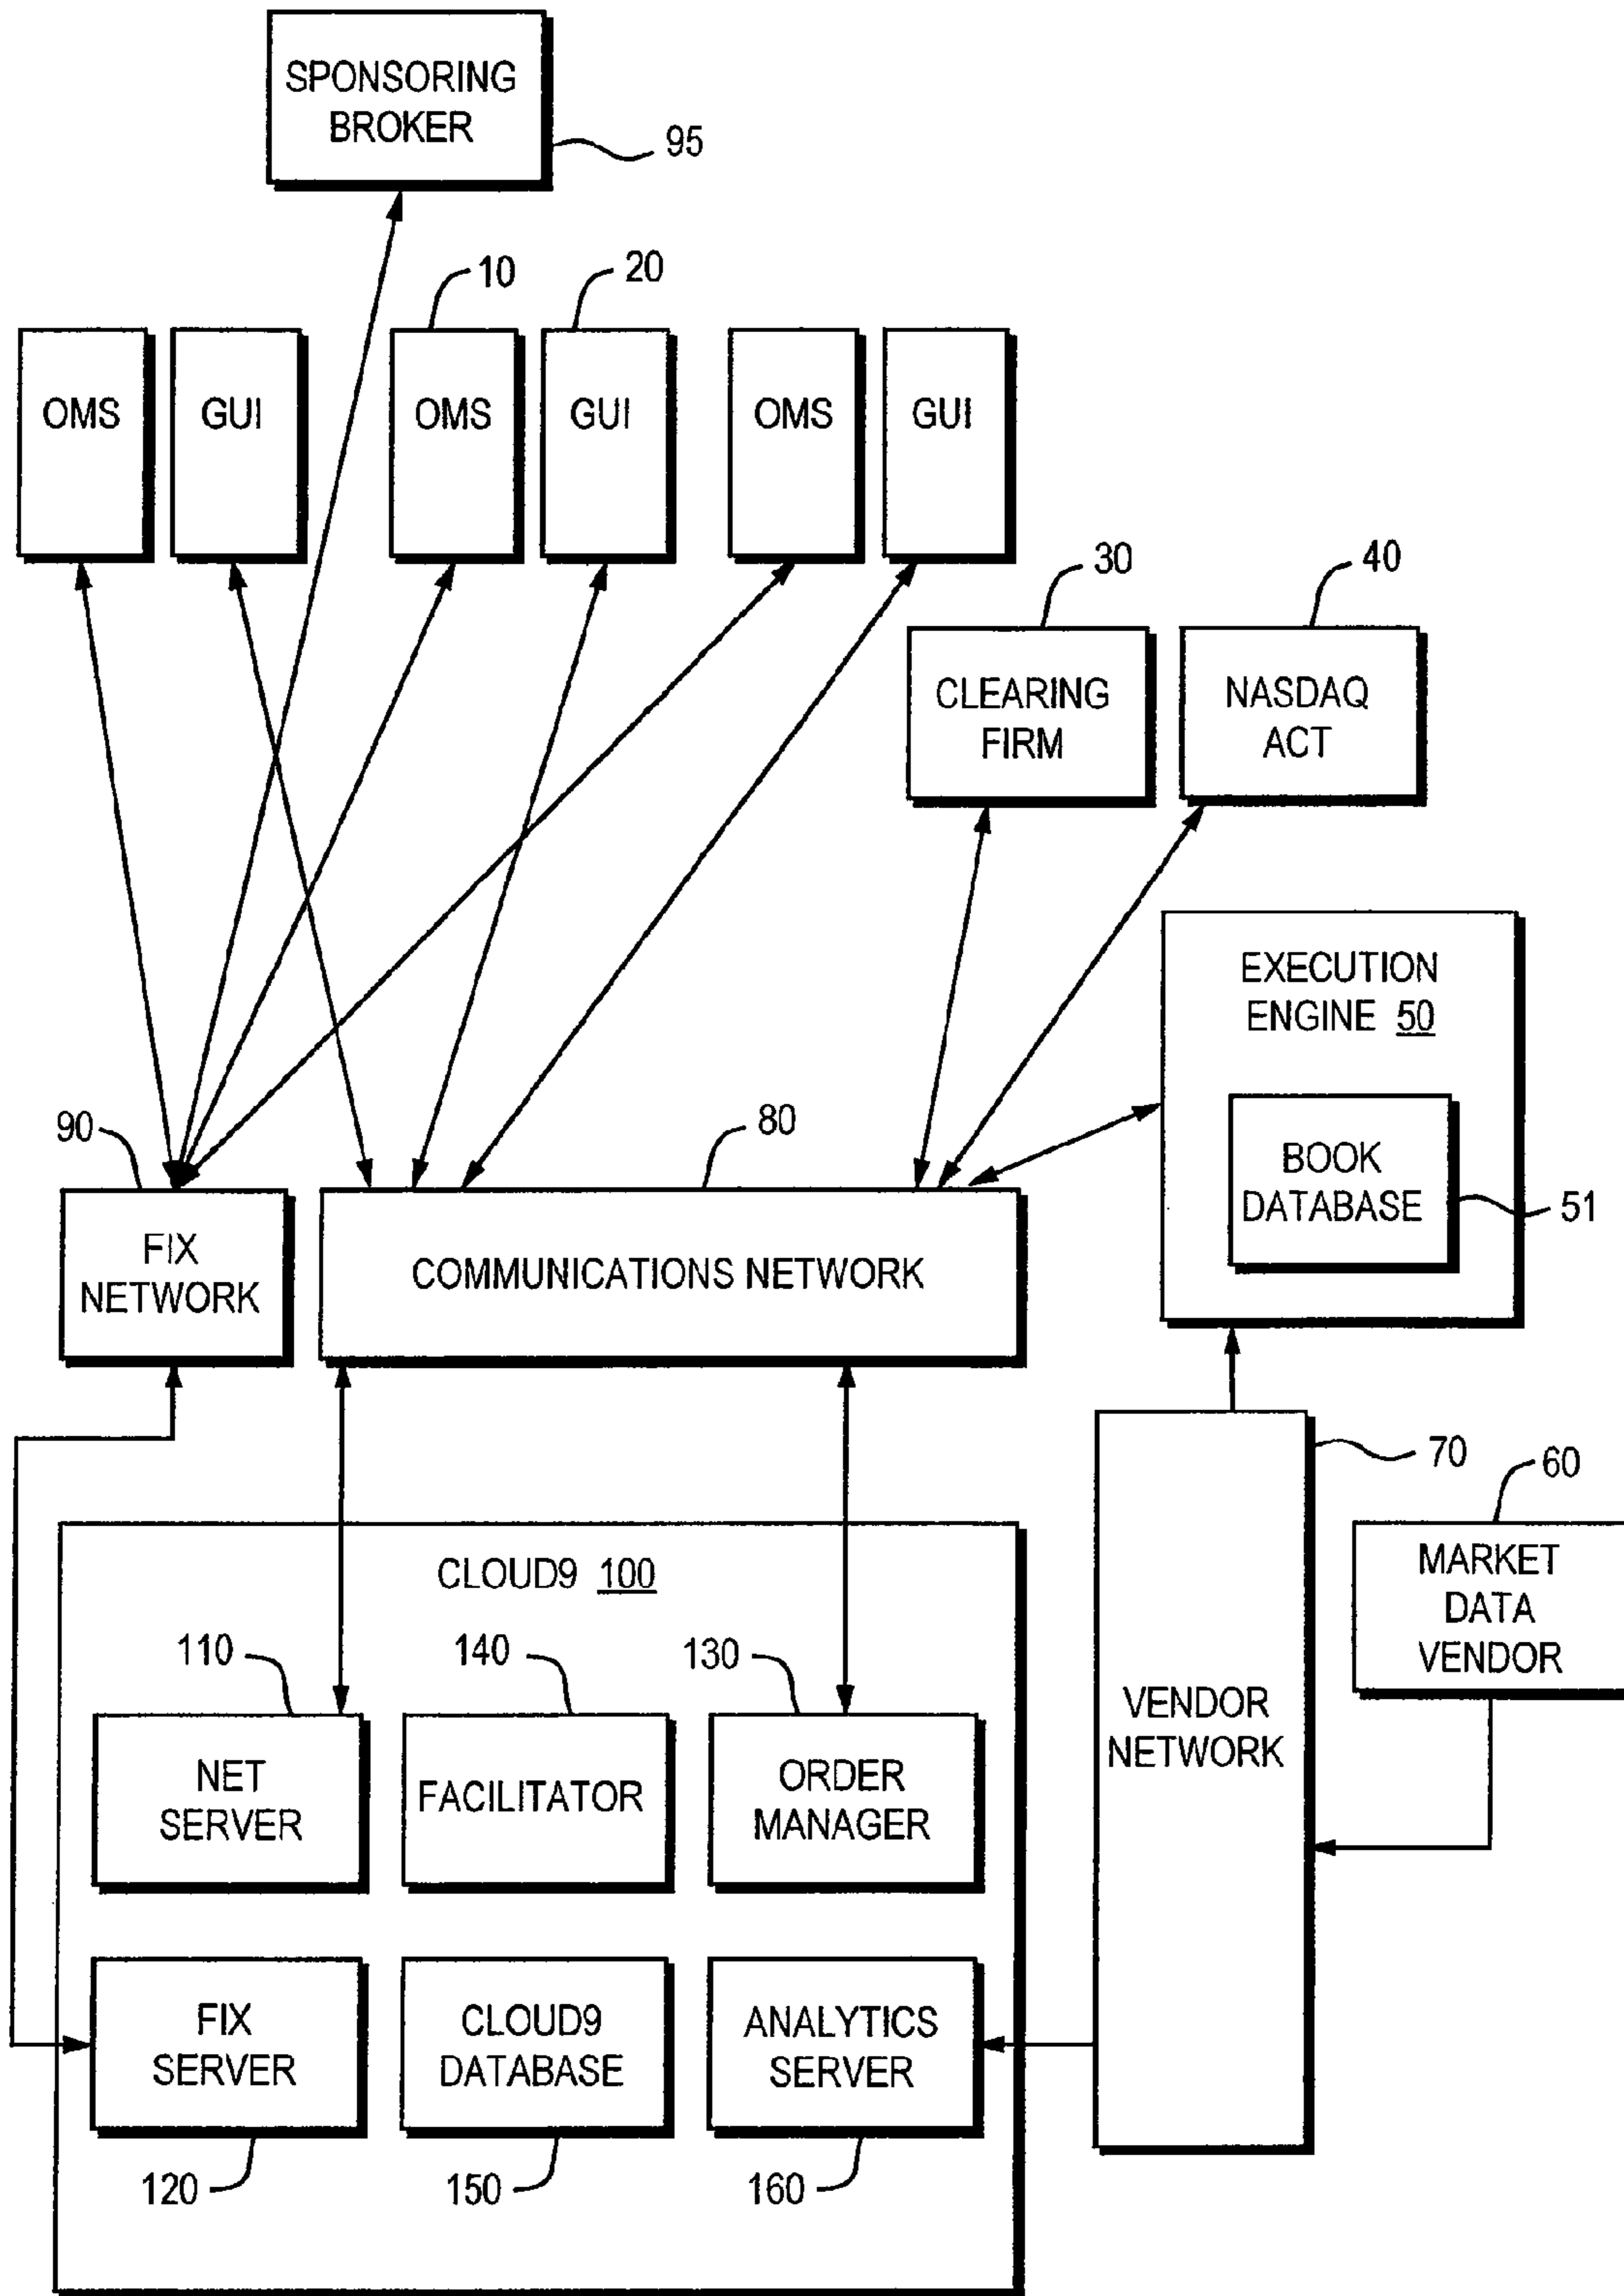 SPONSORING
BROKER
95
10
20
OMS
GUI
OMS
GUI
OMS
GUI
30
40
CLEARING
FIRM
NASDAQ
ACT
EXECUTION
ENGINE 50
BOOK
DATABASE
51
90
80
FIX
NETWORK
COMMUNICATIONS NETWORK
70
60
MARKET
DATA
VENDOR
VENDOR
NETWORK
CLOUD9 100
110
140
130
NET
SERVER
FACILITATOR
ORDER
MANAGER
FIX
SERVER
CLOUD9
DATABASE
ANALYTICS
SERVER
120
150
160